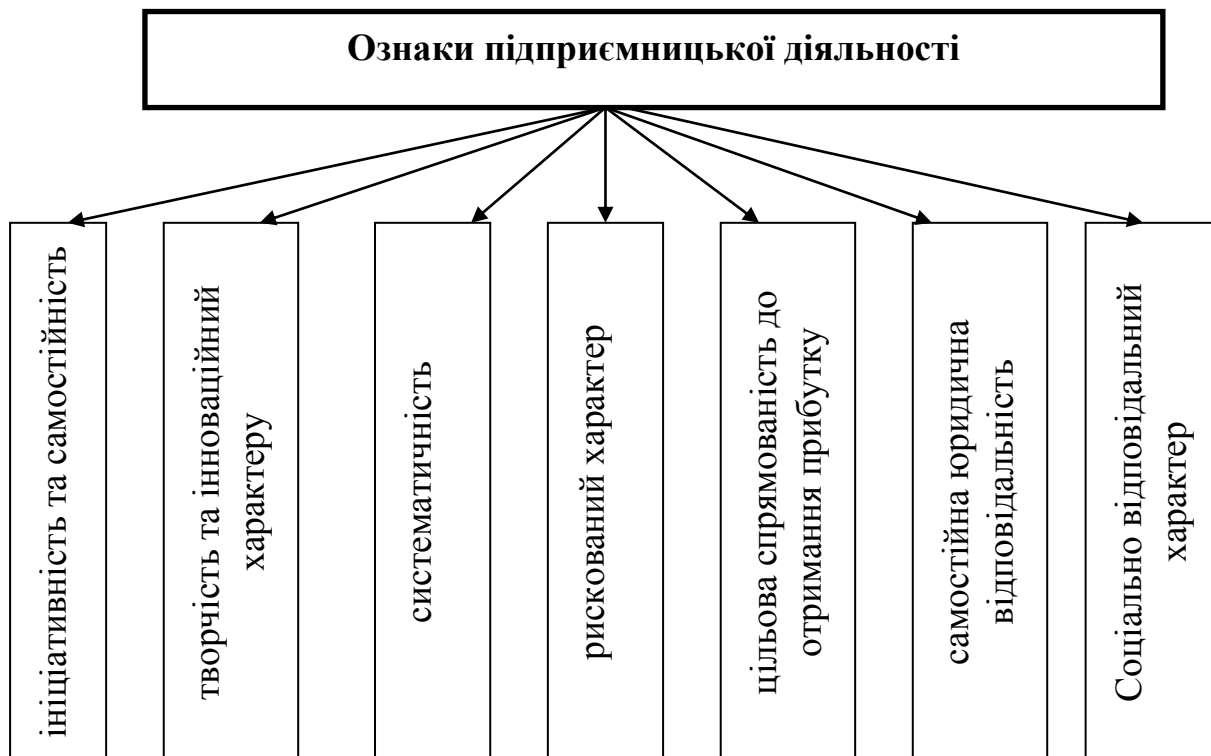 Ознаки підприємницької діяльності
ініціативність та самостійність
творчість та інноваційний
характеру
систематичність
рискований характер
цільова спрямованість до
отримання прибутку
самостійна юридична
відповідальність
Соціально відповідальний
характер